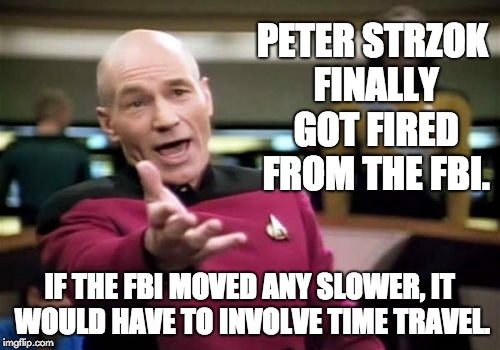 PETER STRZOK
FINALLY
GOT FIRED
FROM THE FBI.
IF THE FBI MOVED ANY SLOWER, IT
WOULD HAVE TO INVOLVE TIME TRAVEL.
imgflip.com